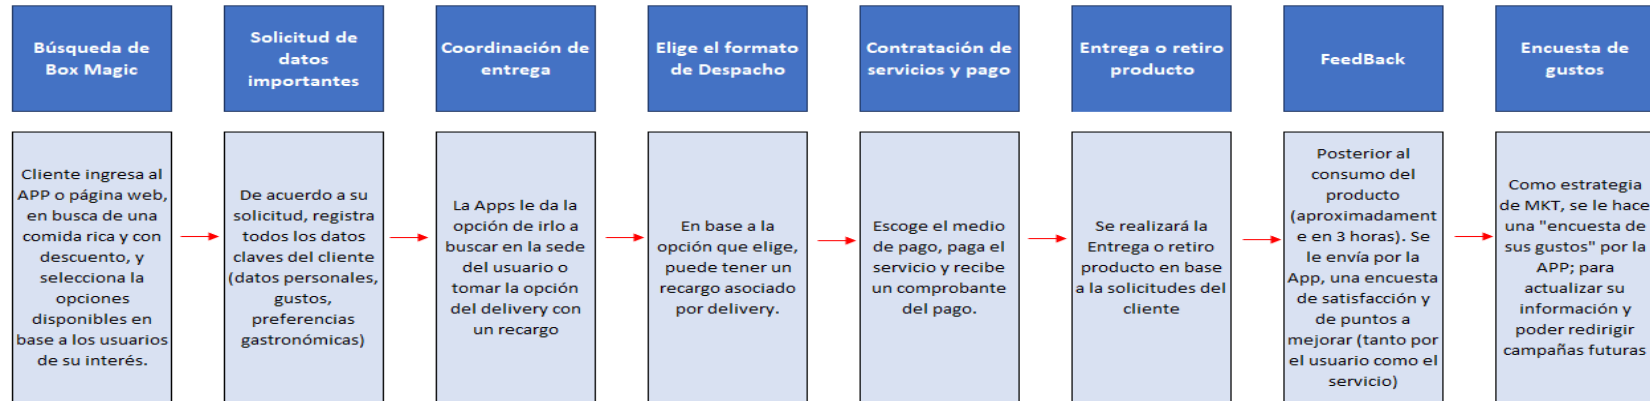 Búsqueda de
Box Magic
Solicitud de
datos
importantes
Coordinación de
entrega
Elige el formato
de Despacho
Contratación de
servicios y pago
Entrega o retiro
producto
FeedBack
Encuesta de
gustos
Cliente ingresa al
APP o página web,
en busca de una
comida rica y con
descuento, y
selecciona la
opciones
disponibles en
base a los usuarios
de su interés.
De acuerdo a su
solicitud, registra
todos los datos
claves del cliente
(datos personales,
gustos,
preferencias
gastronómicas)
La Apps le da la
opción de irlo a
buscar en la sede
del usuario o
tomar la opción
del delivery con
un recargo
En base a la
opción que elige,
puede tener un
recargo asociado
por delivery.
Escoge el medio
de pago, paga el
servicio y recibe
un comprobante
del pago.
Se realizará la
Entrega o retiro
producto en base
a la solicitudes del
cliente
Posterior al
consumo del
producto
(aproximadament
e en 3 horas). Se
le envía por la
App, una encuesta
de satisfacción y
de puntos a
mejorar (tanto por
el usuario como el
servicio)
Como estrategia
de MKT, se le hace
una "encuesta de
sus gustos" por la
APP; para
actualizar su
información y
poder redirigir
campañas futuras